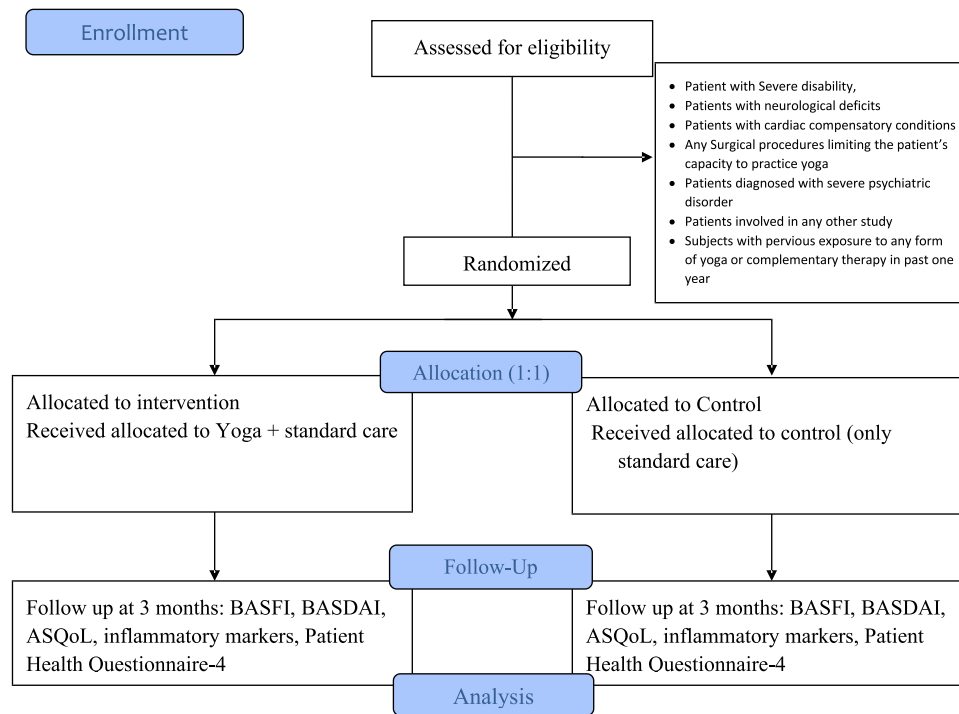 Enrollment
Assessed for eligibility
• Patient with Severe disability,
• Patients with neurological deficits
• Patients with cardiac compensatory conditions
• Any Surgical procedures limiting the patient's
capacity to practice yoga
• Patients diagnosed with severe psychiatric
disorder
• Patients involved in any other study
• Subjects with pervious exposure to any form
of yoga or complementary therapy in past one
year
Randomized
Allocation (1:1)
Allocated to intervention
Received allocated to Yoga + standard care
Allocated to Control
Received allocated to control (only
standard care)
Follow-Up
Follow up at 3 months: BASFI, BASDAI,
ASQoL, inflammatory markers, Patient
Health Questionnaire-4
Follow up at 3 months: BASFI, BASDAI,
ASQoL, inflammatory markers, Patient
Health Questionnaire-4
Analysis